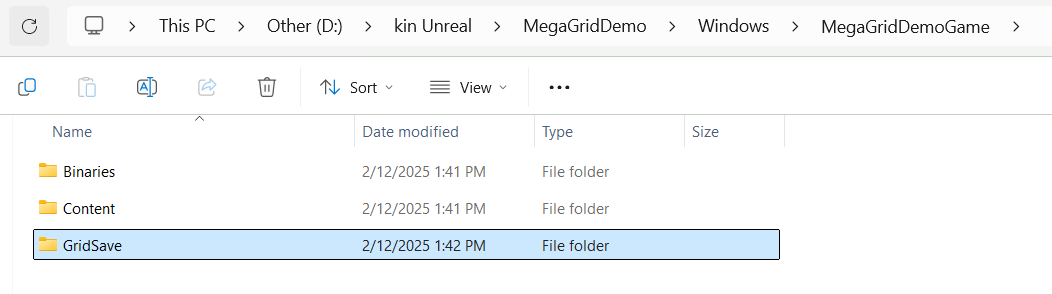 This PC > Other (D:) > kin Unreal > MegaGridDemo > Windows > MegaGridDemoGame >
Sort View ...
Name Date modified Type Size
Binaries 2/12/2025 1:41 PM File folder
Content 2/12/2025 1:41 PM File folder
GridSave 2/12/2025 1:42 PM File folder